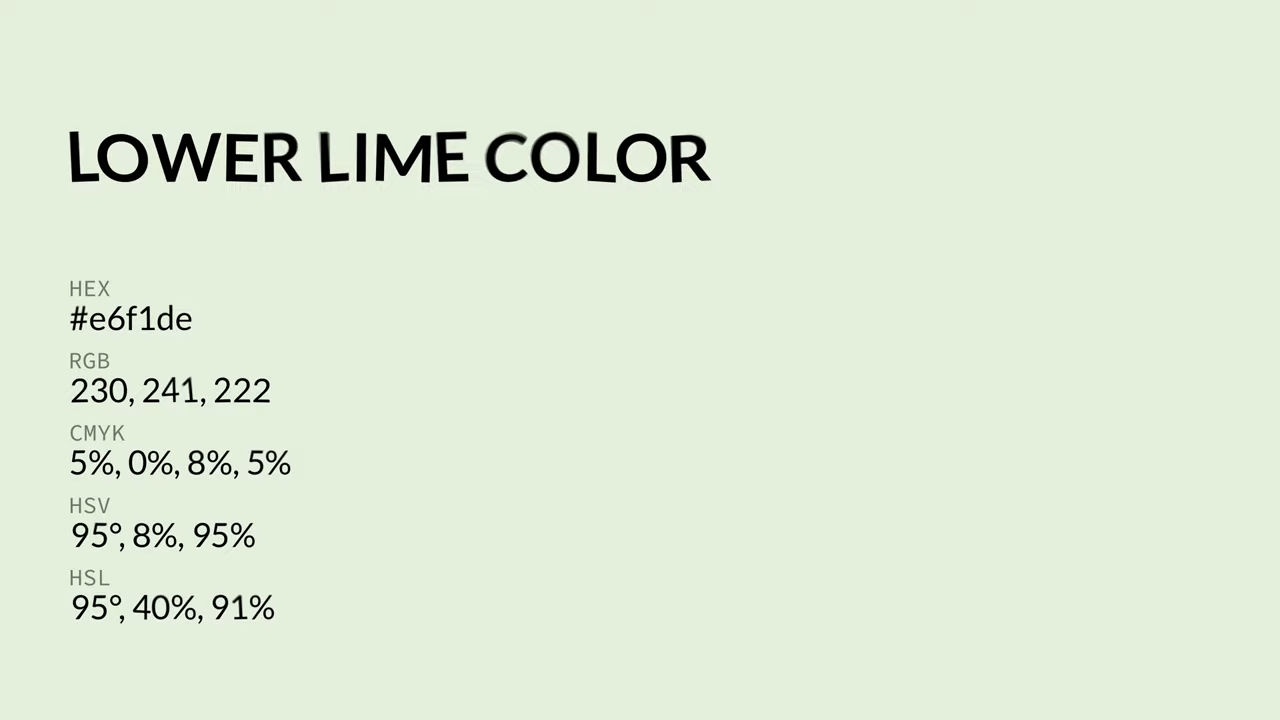 LOWER LIME COLOR
HEX
#e6f1de
RGB
230, 241, 222
CMYK
5%, 0%, 8%, 5%
HSV
95°, 8%, 95%
HSL
95°, 40%, 91%